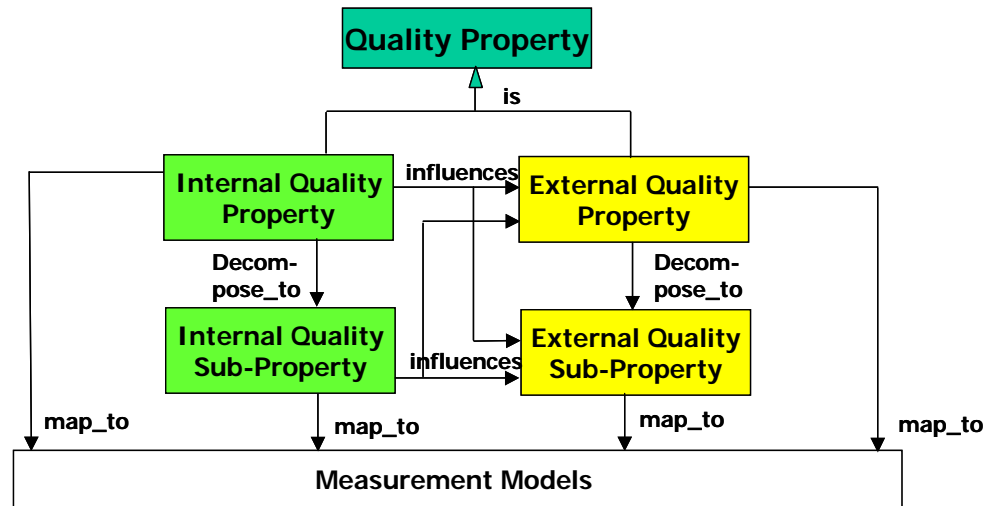 Quality Property
is
Internal Quality
Property
influences
External Quality
Property
Decom-
pose_to
Decom-
pose_to
Internal Quality
Sub-Property
influences
External Quality
Sub-Property
map_to
map_to
map_to
map_to
Measurement Models